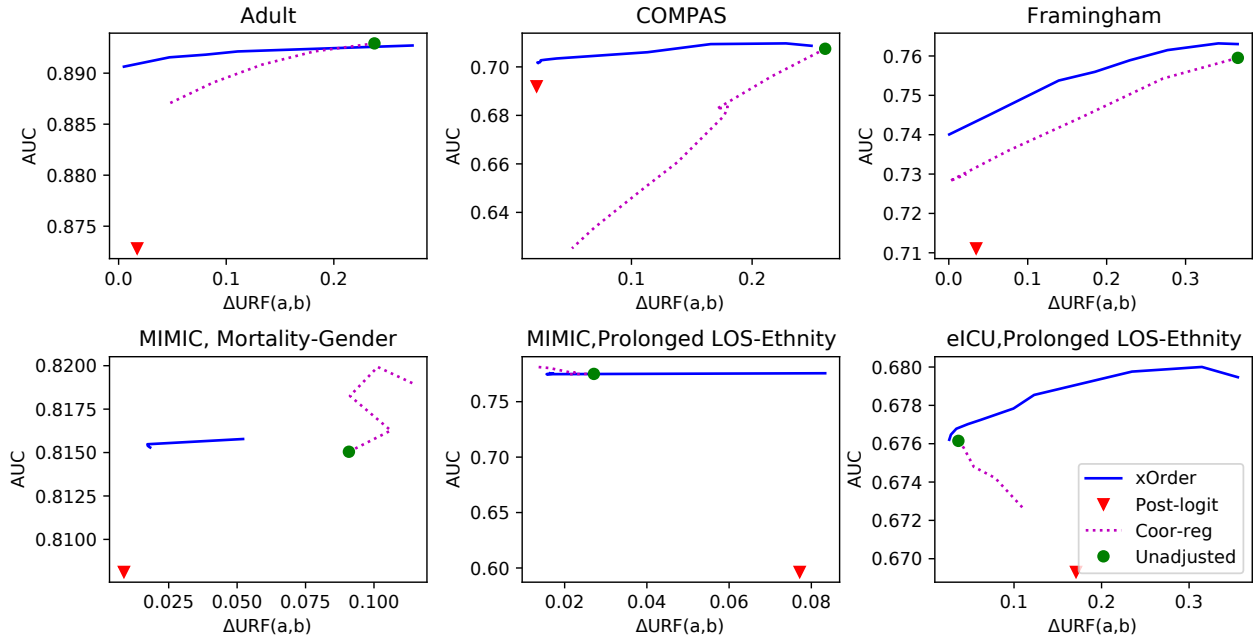 Adult
COMPAS
Framingham
AUC
0.890
0.885
0.880
0.875
0.0
0.1
0.2
ΔURF(a,b)
AUC
0.70
0.68
0.66
0.64
0.1
0.2
ΔURF(a,b)
AUC
0.76
0.75
0.74
0.73
0.72
0.71
0.0
0.1
0.2
0.3
ΔURF(a,b)
MIMIC, Mortality-Gender
MIMIC,Prolonged LOS-Ethnity
eICU,Prolonged LOS-Ethnity
AUC
0.8200
0.8175
0.8150
0.8125
0.8100
0.025
0.050
0.075
0.100
ΔURF(a,b)
AUC
0.75
0.70
0.65
0.60
0.02
0.04
0.06
0.08
ΔURF(a,b)
AUC
0.680
0.678
0.676
0.674
0.672
0.670
0.1
0.2
0.3
ΔURF(a,b)
xOrder
Post-logit
Coor-reg
Unadjusted